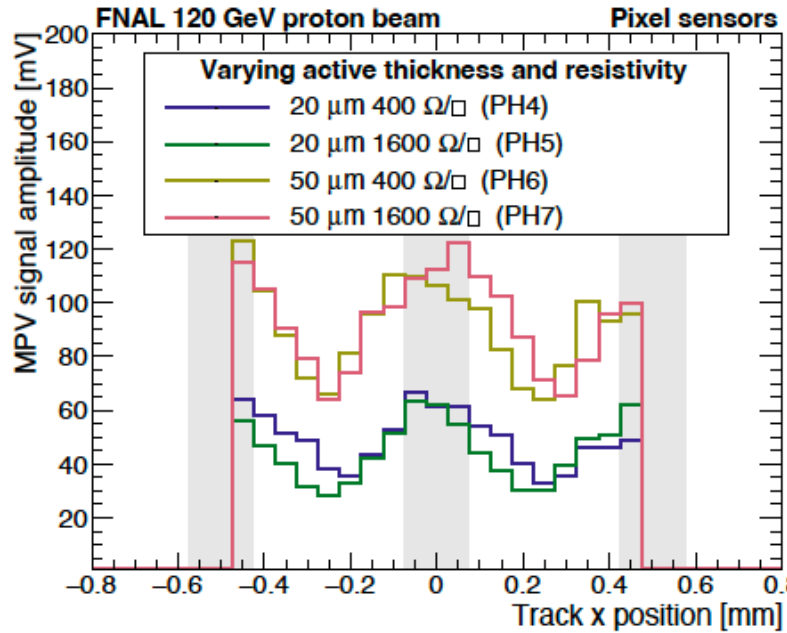 FNAL 120 GeV proton beam Pixel sensors
MPV signal amplitude [mV]
200
180
160
140
120
100
80
60
40
20
Varying active thickness and resistivity
20 μm 400 Ω/□ (PH4)
20 μm 1600 Ω/□ (PH5)
50 μm 400 Ω/□ (PH6)
50 μm 1600 Ω/□ (PH7)
−0.8 −0.6 −0.4 −0.2 0 0.2 0.4 0.6 0.8
Track x position [mm]